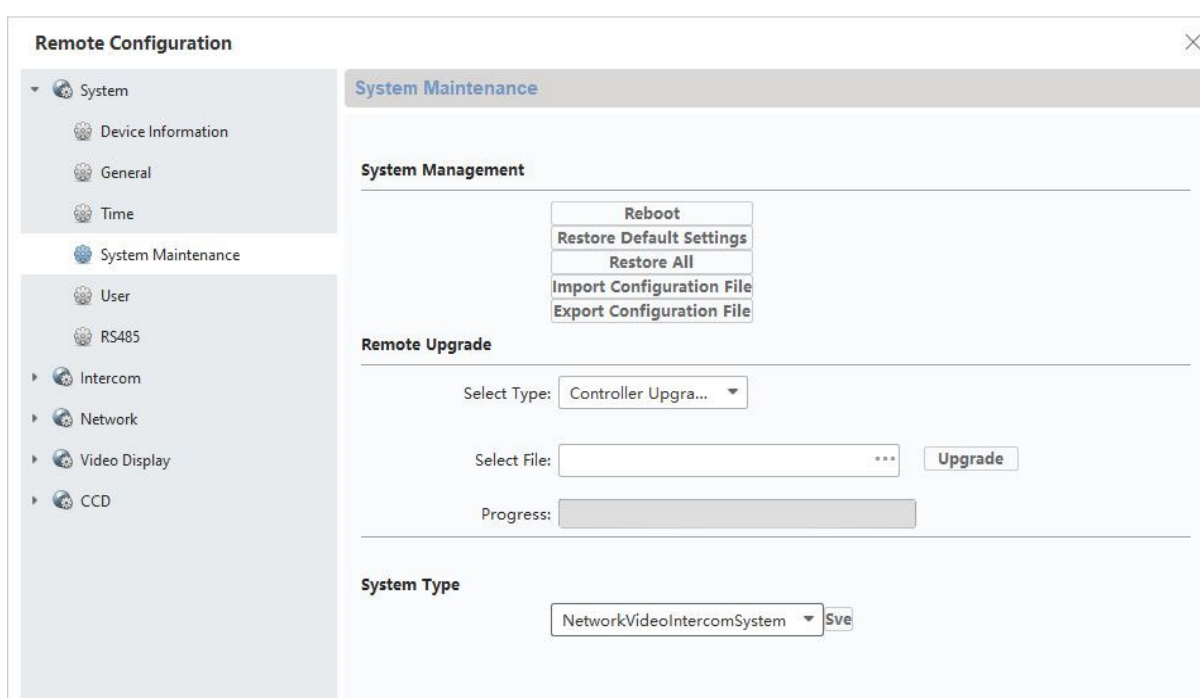 Remote Configuration
System
Device Information
General
Time
System Maintenance
User
RS485
Intercom
Network
Video Display
CCD
System Maintenance
System Management
Reboot
Restore Default Settings
Restore All
Import Configuration File
Export Configuration File
Remote Upgrade
Select Type: Controller Upgra...
Select File: ... Upgrade
Progress:
System Type
NetworkVideoIntercomSystem Sve